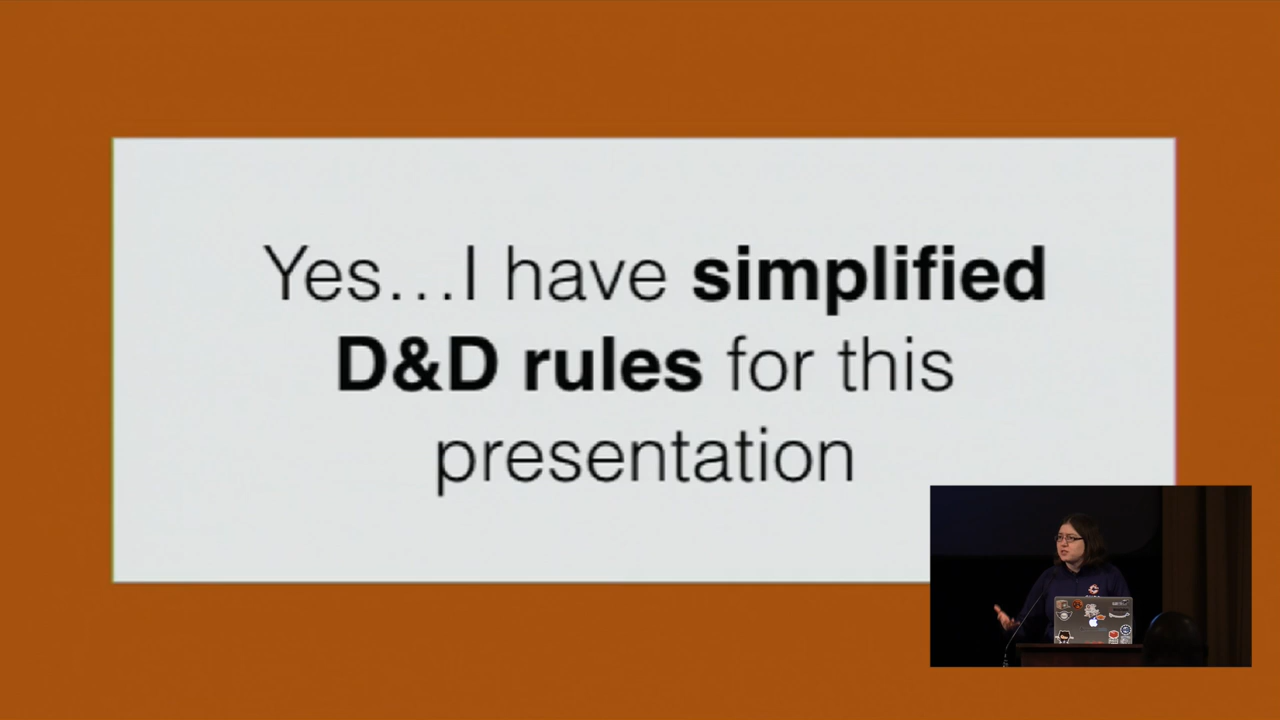 Yes...I have simplified
D&D rules for this
presentation